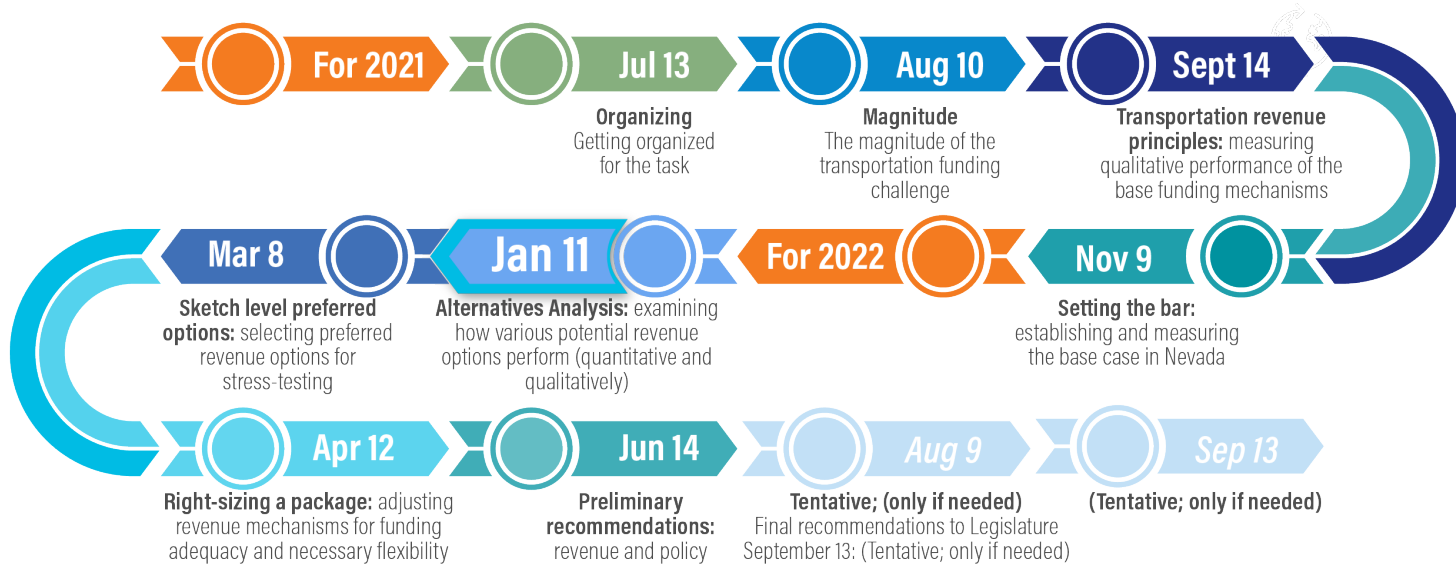 For 2021
Jul 13
Aug 10
Sept 14
Organizing
Getting organized
for the task
Magnitude
The magnitude of the
transportation funding
challenge
Transportation revenue
principles: measuring
qualitative performance of the
base funding mechanisms
Nov 9
Setting the bar:
establishing and measuring
the base case in Nevada
For 2022
Jan 11
Alternatives Analysis: examining
how various potential revenue
options perform (quantitative and
qualitatively)
Mar 8
Sketch level preferred
options: selecting preferred
revenue options for
stress-testing
Apr 12
Right-sizing a package: adjusting
revenue mechanisms for funding
adequacy and necessary flexibility
Jun 14
Preliminary
recommendations:
revenue and policy
Aug 9
Tentative; (only if needed)
Final recommendations to Legislature
September 13: (Tentative; only if needed)
Sep 13
(Tentative; only if needed)